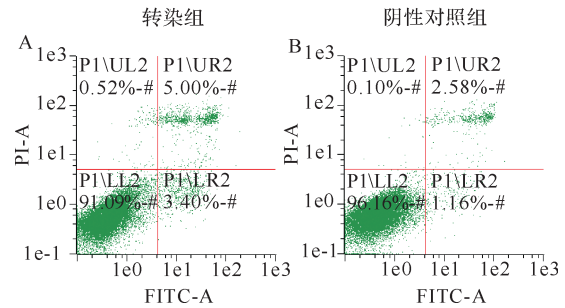 转染组
阴性对照组
A
1e3
P1\UL2 P1\UR2
0.52%-# 5.00%-#
1e2
PI-A
1e1
P1\LL2 P1\LR2
1e0
91.09%-# 3.40%-#
1e-1
1e0 1e1 1e2 1e3
FITC-A
B
1e3
P1\UL2 P1\UR2
0.10%-# 2.58%-#
1e2
PI-A
1e1
P1\LL2 P1\LR2
1e0
96.16%-# 1.16%-#
1e-1
1e0 1e1 1e2 1e3
FITC-A